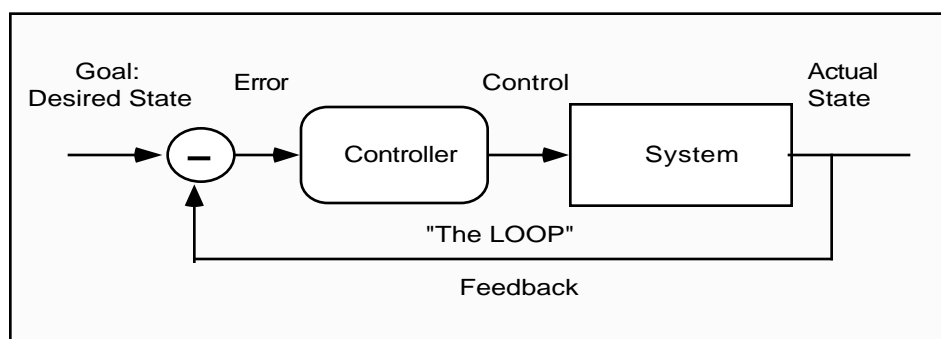 Goal:
Desired State
Error
Control
Actual
State
−
Controller
System
"The LOOP"
Feedback